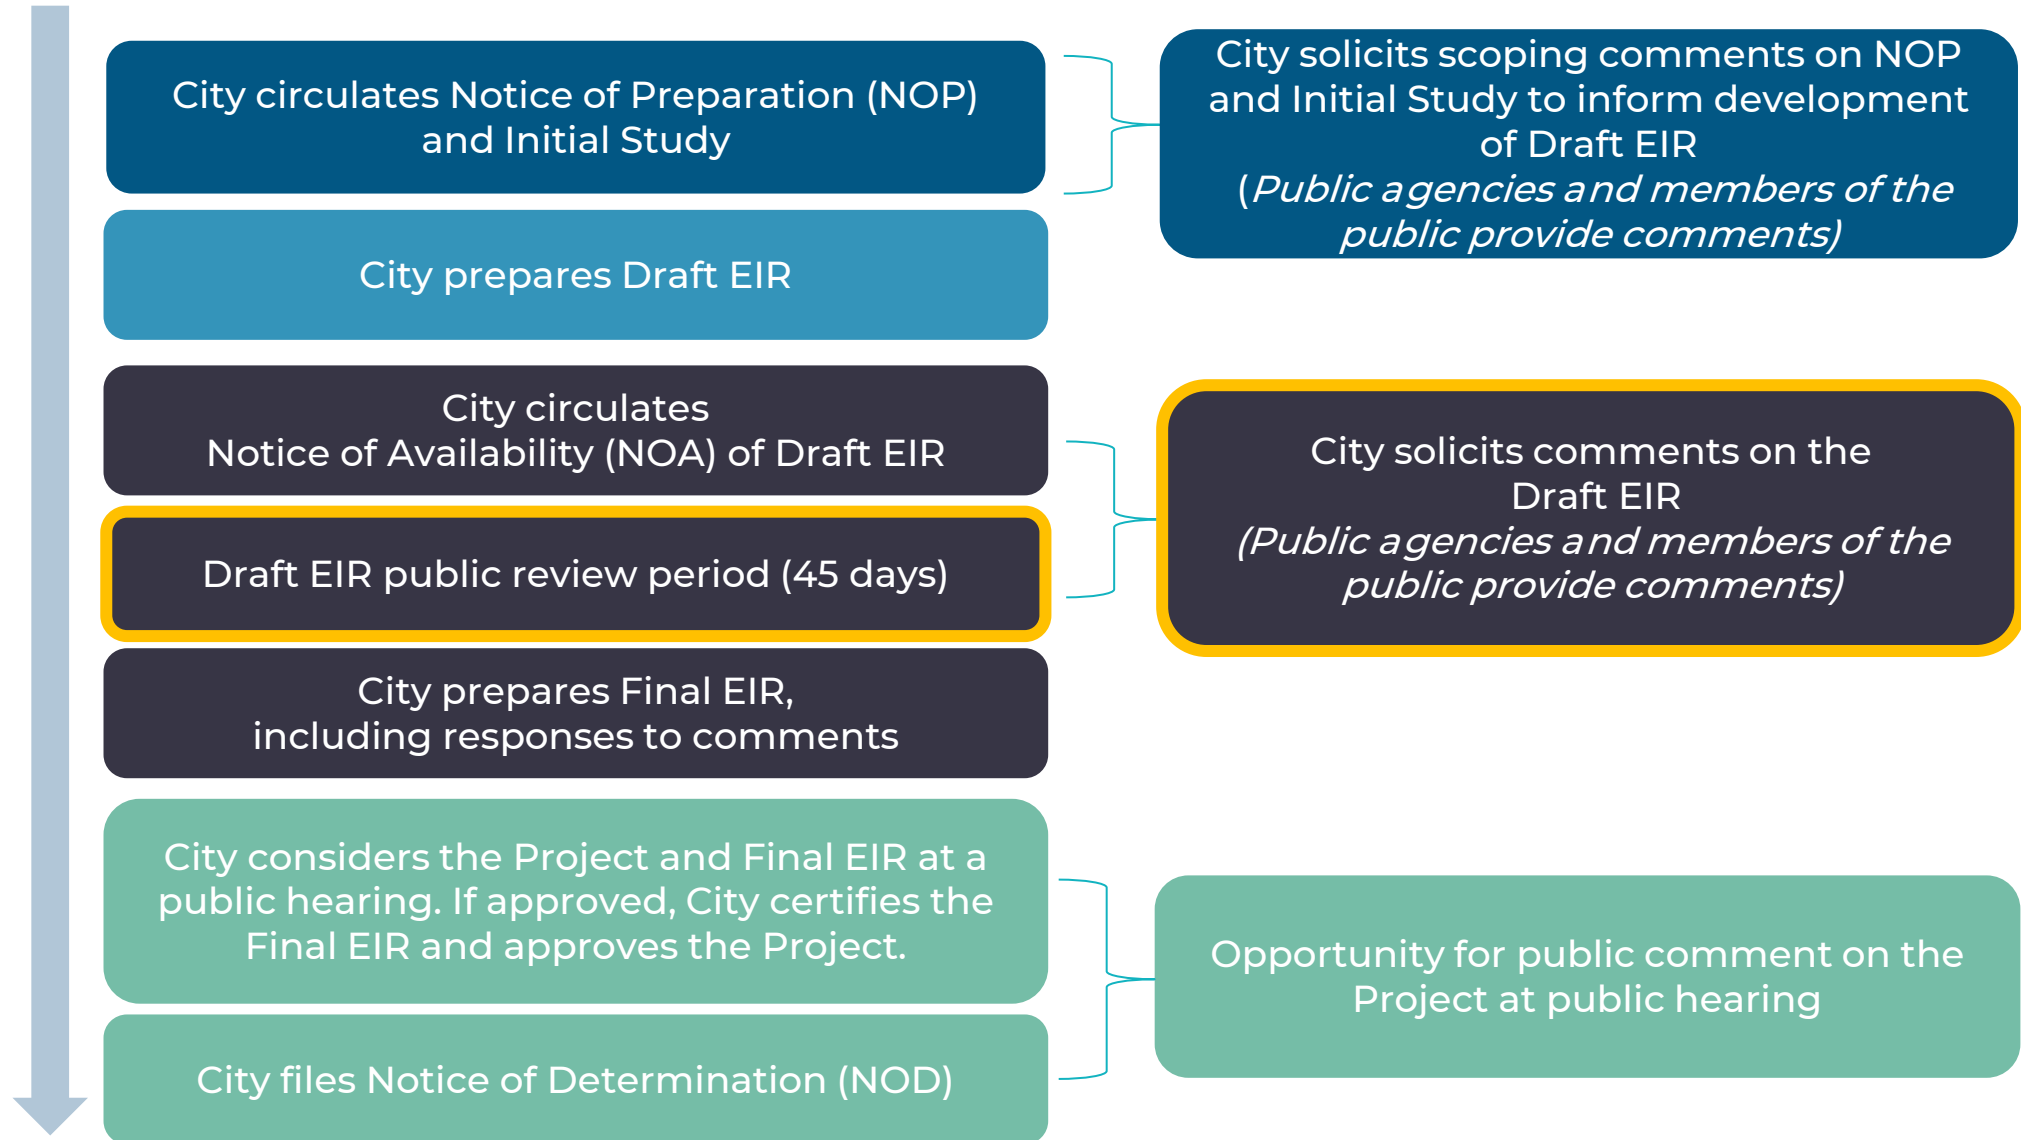 City circulates Notice of Preparation (NOP)
and Initial Study
City solicits scoping comments on NOP
and Initial Study to inform development
of Draft EIR
(Public agencies and members of the
public provide comments)
City prepares Draft EIR
City circulates
Notice of Availability (NOA) of Draft EIR
Draft EIR public review period (45 days)
City solicits comments on the
Draft EIR
(Public agencies and members of the
public provide comments)
City prepares Final EIR,
including responses to comments
City considers the Project and Final EIR at a
public hearing. If approved, City certifies the
Final EIR and approves the Project.
City files Notice of Determination (NOD)
Opportunity for public comment on the
Project at public hearing